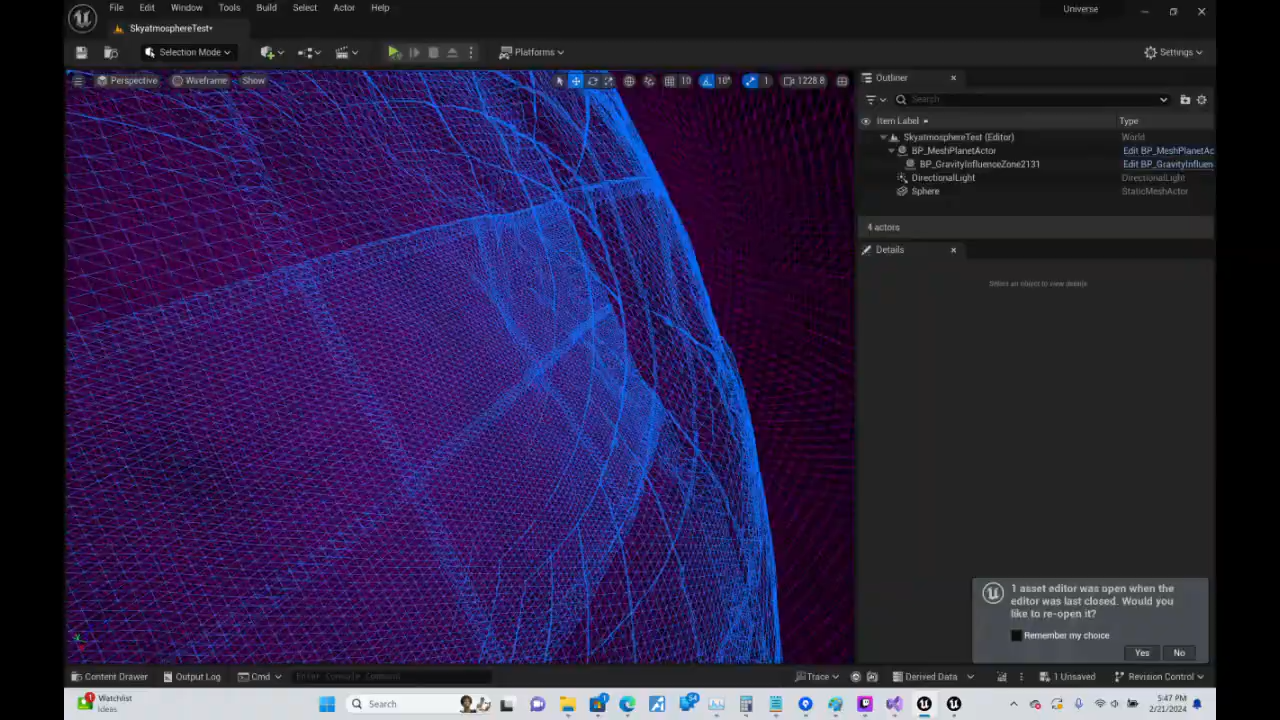 File Edit Window Tools Build Select Actor Help
Universe
SkyatmosphereTest*
Selection Mode
Platforms
Settings
Perspective Wireframe Show
10 10° 1 1228.8
Outliner
Search
Item Label Type
SkyatmosphereTest (Editor) World
BP_MeshPlanetActor Edit BP_MeshPlanetAc
BP_GravityInfluenceZone2131 Edit BP_GravityInfluen
DirectionalLight DirectionalLight
Sphere StaticMeshActor
4 actors
Details
Select an object to view details
1 asset editor was open when the
editor was last closed. Would you
like to re-open it?
Remember my choice
Yes No
Content Drawer Output Log Cmd Enter Console Command Trace Derived Data 1 Unsaved Revision Control
Watchlist
Ideas
Search
5:47 PM
2/21/2024